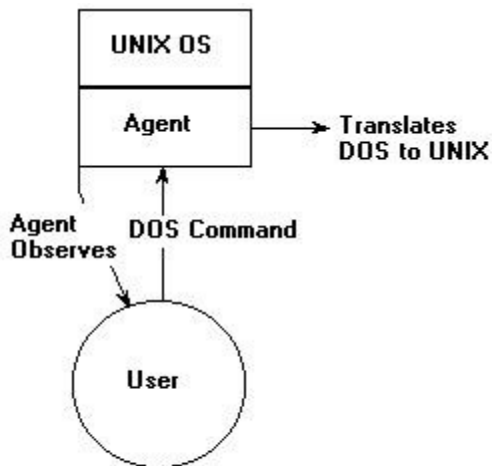 UNIX OS
Agent
Translates
DOS to UNIX
Agent
Observes
DOS Command
User